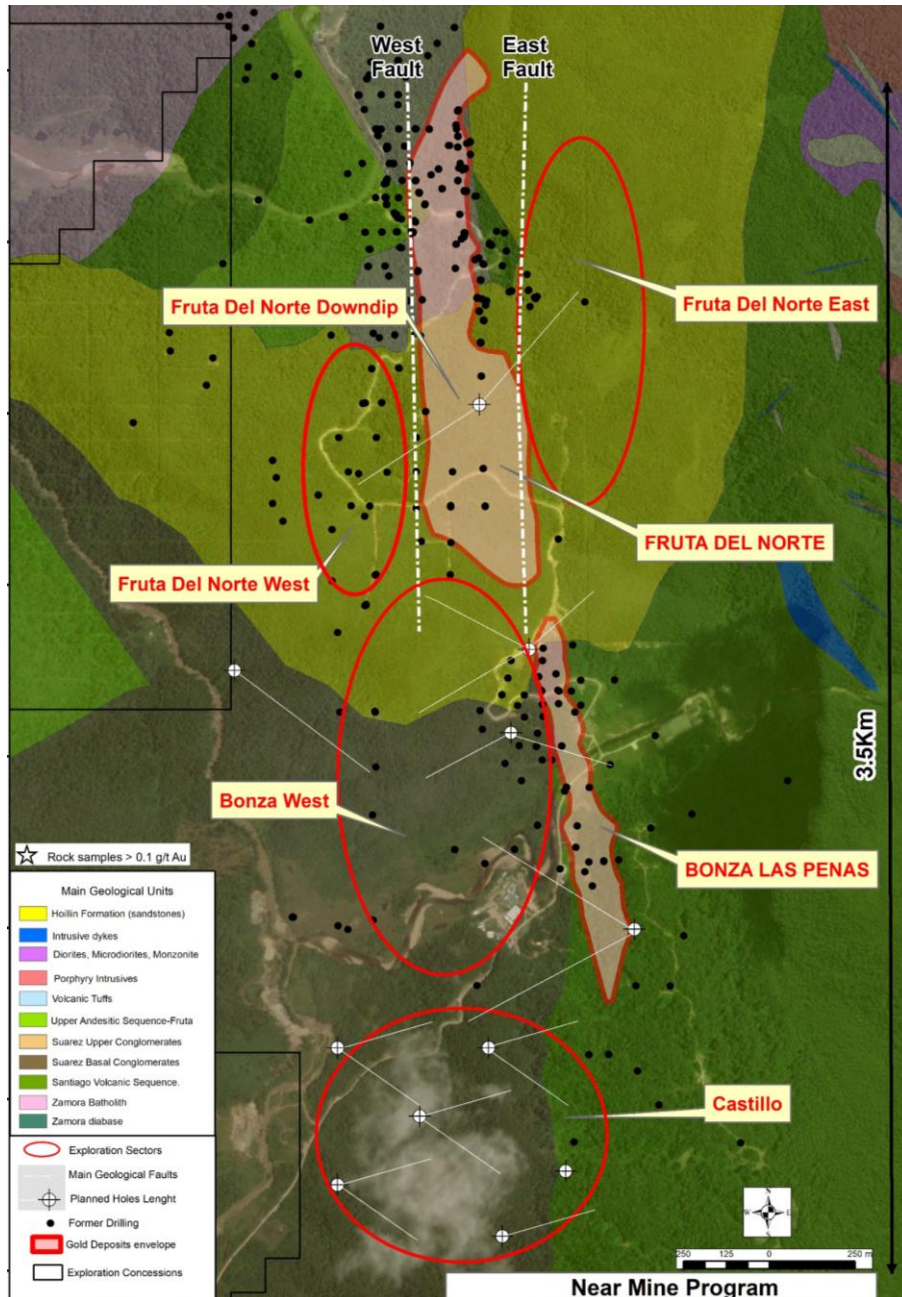 West
Fault
East
Fault
Fruta Del Norte Downdip
Fruta Del Norte East
FRUTA DEL NORTE
Fruta Del Norte West
3.5Km
Bonza West
BONZA LAS PENAS
Castillo
Rock samples > 0.1 g/t Au
Main Geological Units
Hollin Formation (sandstones)
Intrusive dykes
Diorites, Microdiorites, Monzonite
Porphyry Intrusives
Volcanic Tuffs
Upper Andesitic Sequence-Fruta
Suarez Upper Conglomerates
Suarez Basal Conglomerates
Santiago Volcanic Sequence.
Zamora Batholith
Zamora diabase
Exploration Sectors
Main Geological Faults
Planned Holes Lenght
Former Drilling
Gold Deposits envelope
Exploration Concessions
N
W E
S
250 125 0 250 m
Near Mine Program